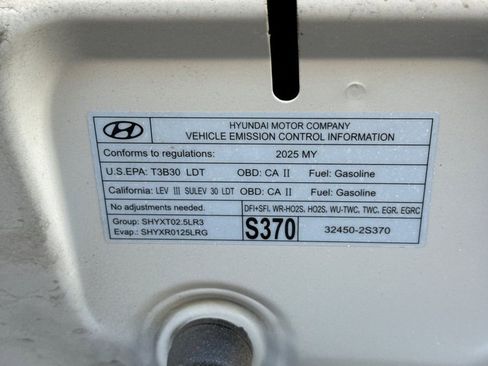 HYUNDAI MOTOR COMPANY
VEHICLE EMISSION CONTROL INFORMATION
Conforms to regulations: 2025 MY
U.S.EPA: T3B30 LDT OBD: CA II Fuel: Gasoline
California: LEV III SULEV 30 LDT OBD: CA II Fuel: Gasoline
No adjustments needed. DFI+SFI, WR-HO2S, HO2S, WU-TWC, TWC, EGR, EGRC
Group: SHYXT02.5LR3
Evap.: SHYXR0125LRG
S370
32450-2S370